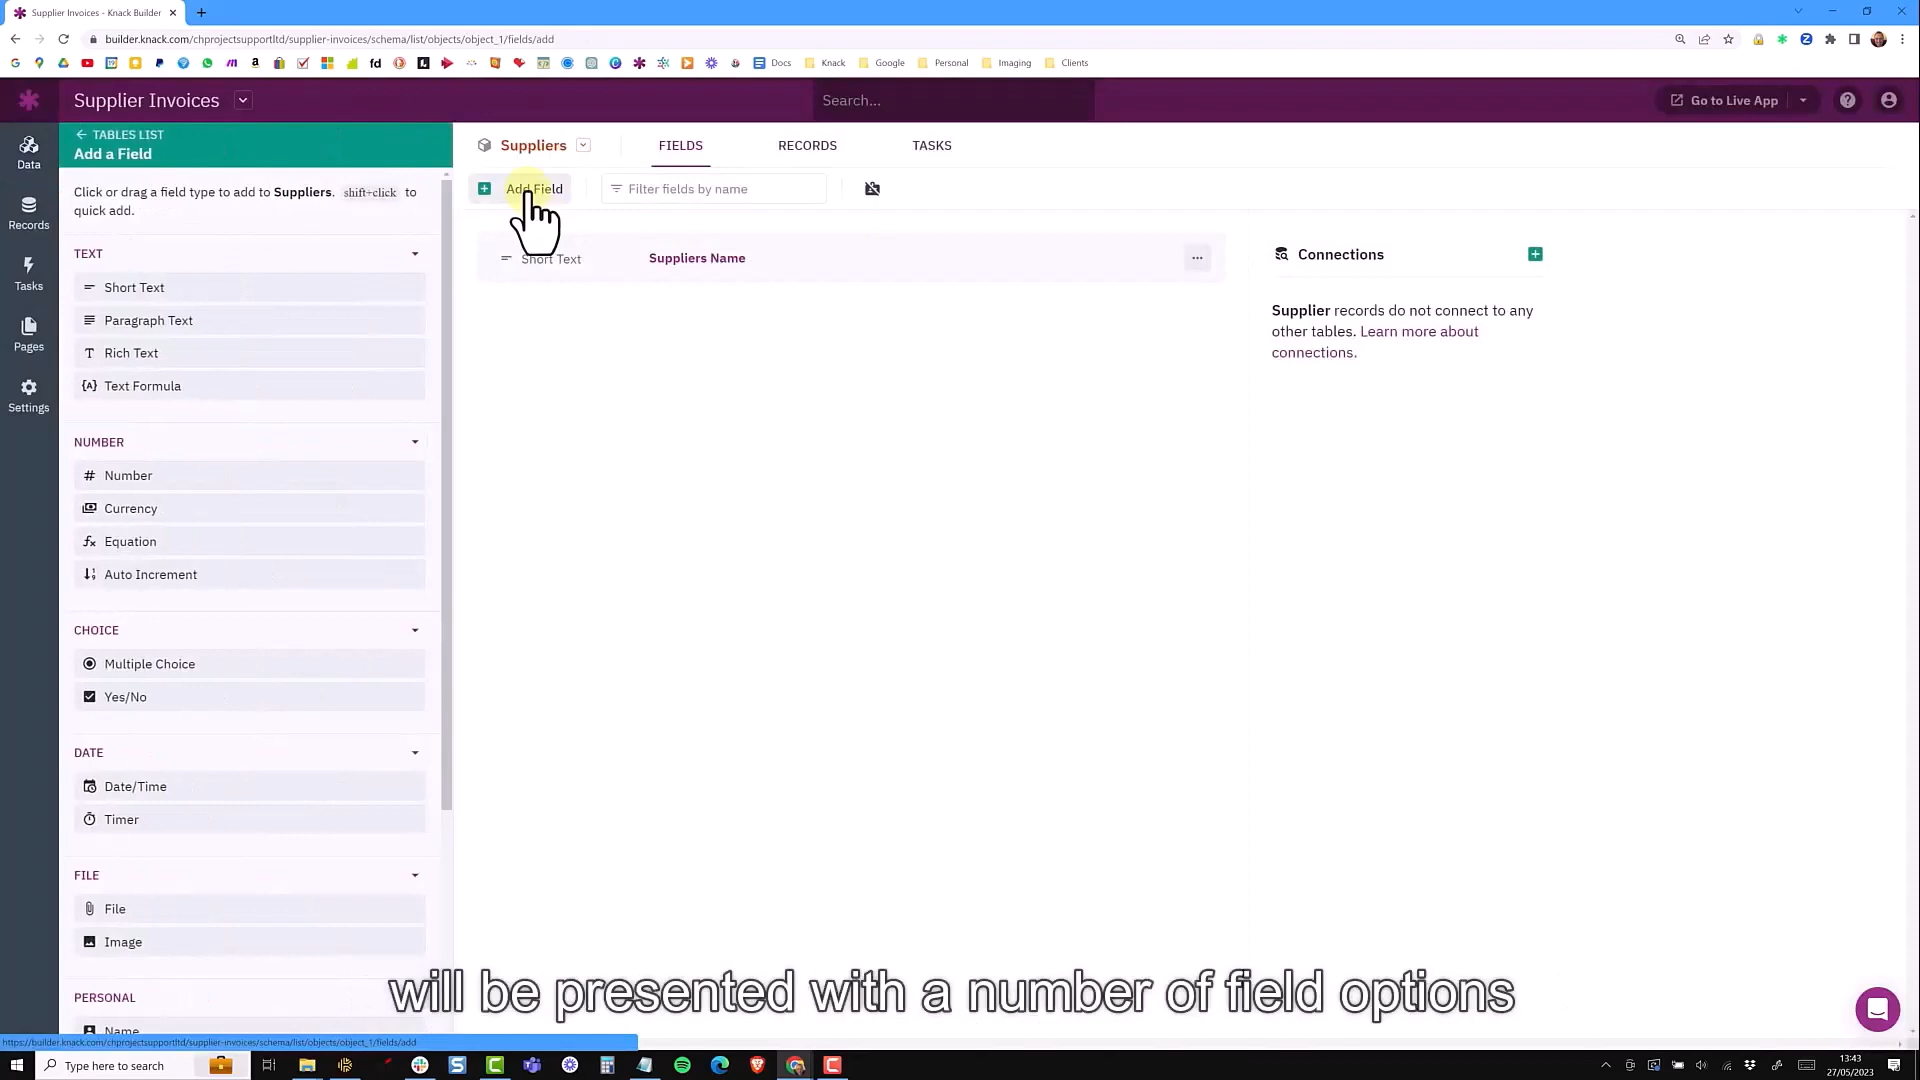 Supplier Invoices - Knack Builder
builder.knack.com/chprojectsupportltd/supplier-invoices/schema/list/objects/object_1/fields/add
Docs
Knack
Google
Personal
Imaging
Clients
Supplier Invoices
Search...
Go to Live App
Data
Records
Tasks
Pages
Settings
TABLES LIST
Add a Field
Click or drag a field type to add to Suppliers. shift+click to
quick add.
TEXT
Short Text
Paragraph Text
Rich Text
Text Formula
NUMBER
Number
Currency
Equation
Auto Increment
CHOICE
Multiple Choice
Yes/No
DATE
Date/Time
Timer
FILE
File
Image
PERSONAL
Name
Suppliers
FIELDS
RECORDS
TASKS
Add Field
Filter fields by name
Short Text
Suppliers Name
Connections
Supplier records do not connect to any
other tables. Learn more about
connections.
will be presented with a number of field options
https://builder.knack.com/chprojectsupportltd/supplier-invoices/schema/list/objects/object_1/fields/add
Type here to search
13:43
27/05/2023